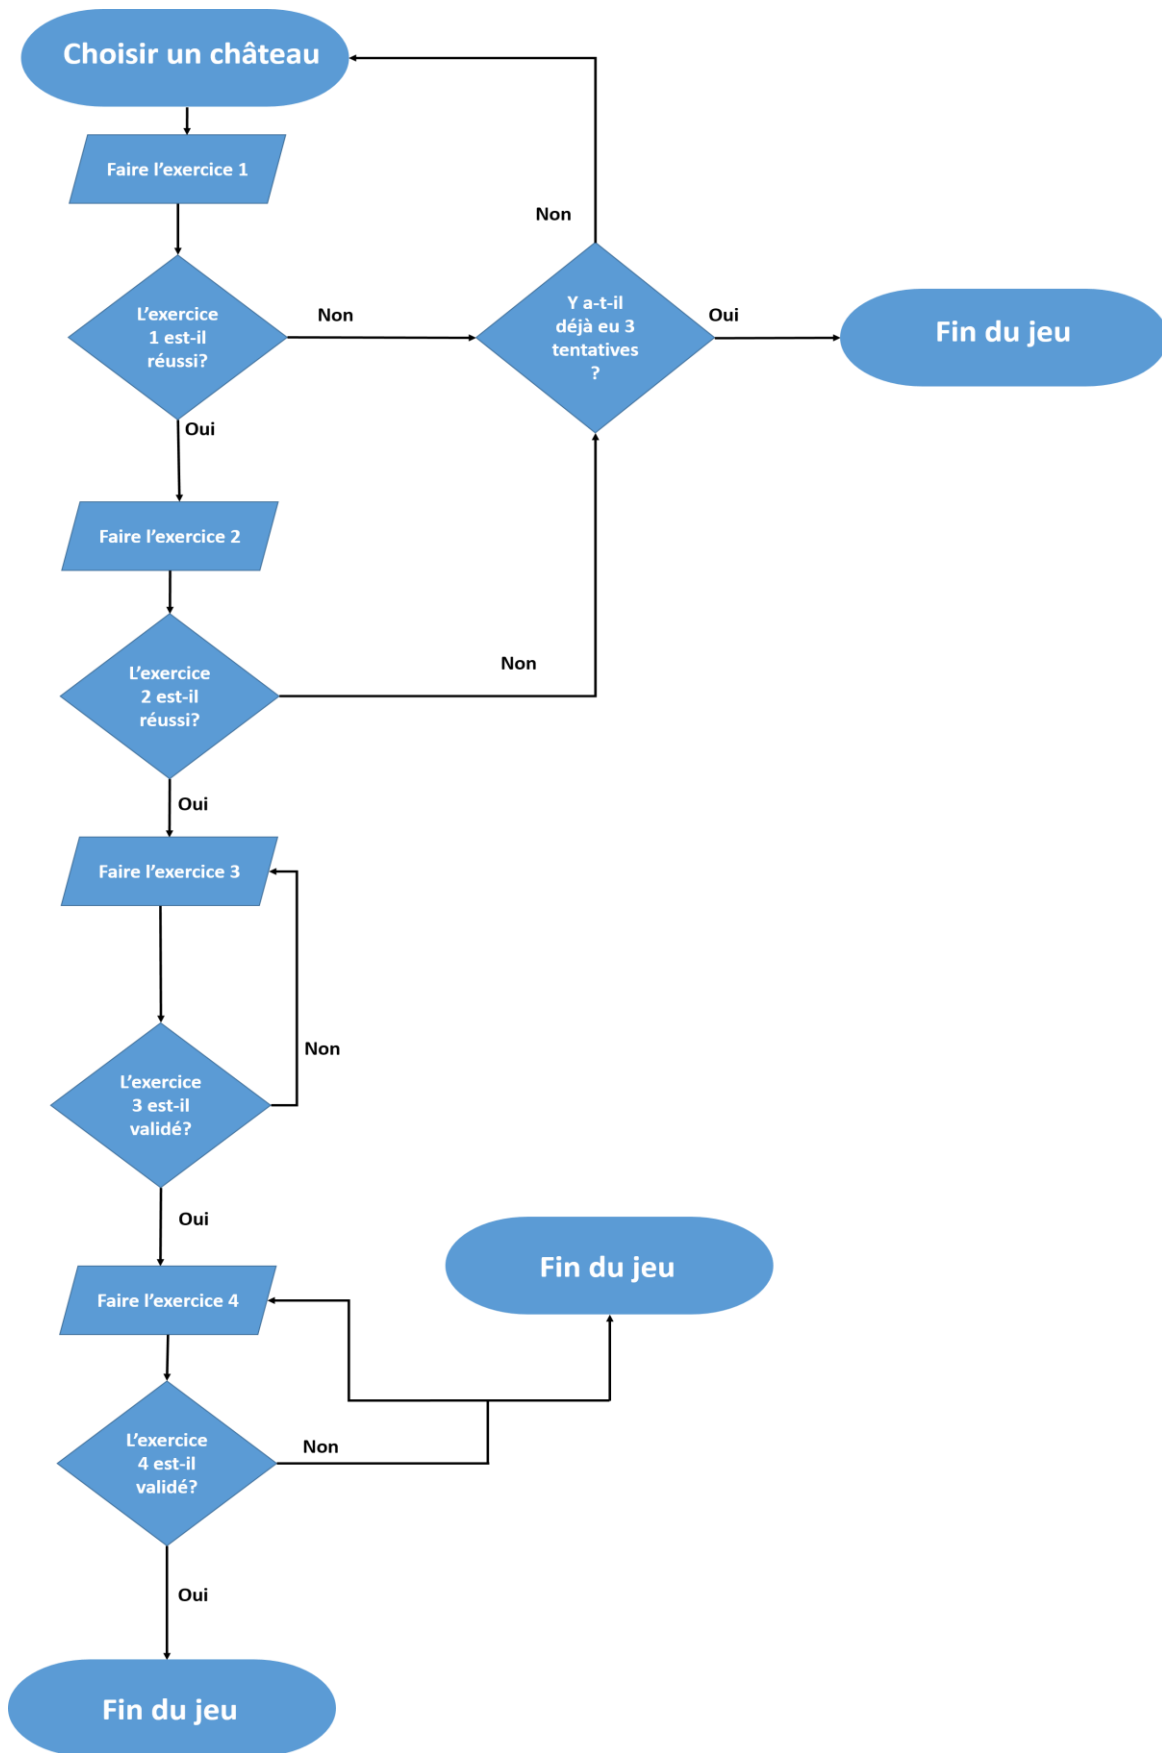 Choisir un château
Faire l'exercice 1
Non
L'exercice
1 est-il
réussi?
Non
Y a-t-il
déjà eu 3
tentatives
?
Oui
Fin du jeu
Oui
Faire l'exercice 2
L'exercice
2 est-il
réussi?
Non
Oui
Faire l'exercice 3
Non
L'exercice
3 est-il
validé?
Oui
Fin du jeu
Faire l'exercice 4
L'exercice
4 est-il
validé?
Non
Oui
Fin du jeu